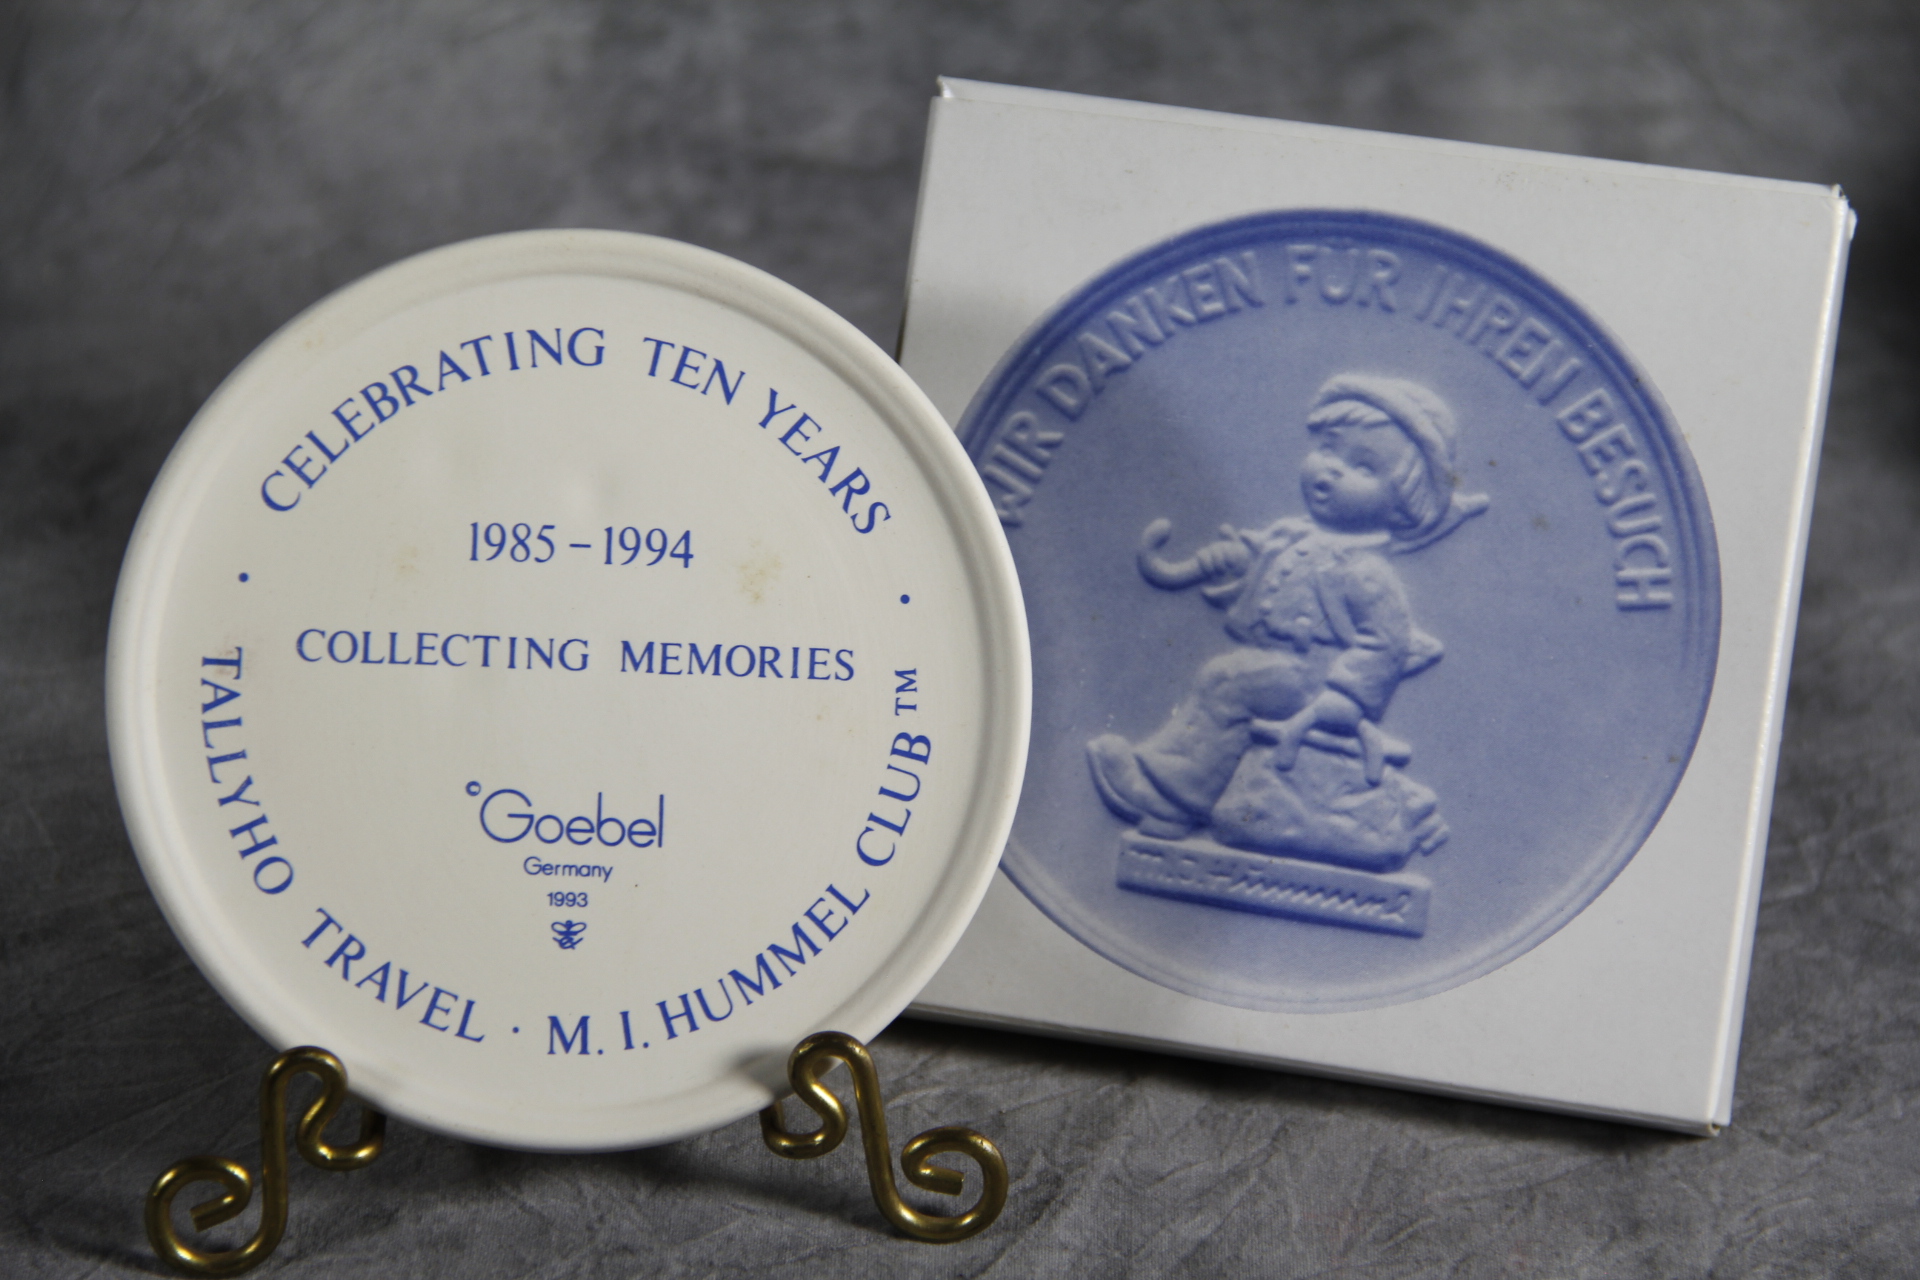 CELEBRATING TEN YEARS
1985 - 1994
COLLECTING MEMORIES
© Goebel
Germany
1993
• TALLYHO TRAVEL • M. I. HUMMEL CLUB™ •
WIR DANKEN FÜR IHREN BESUCH
M.I. Hummel